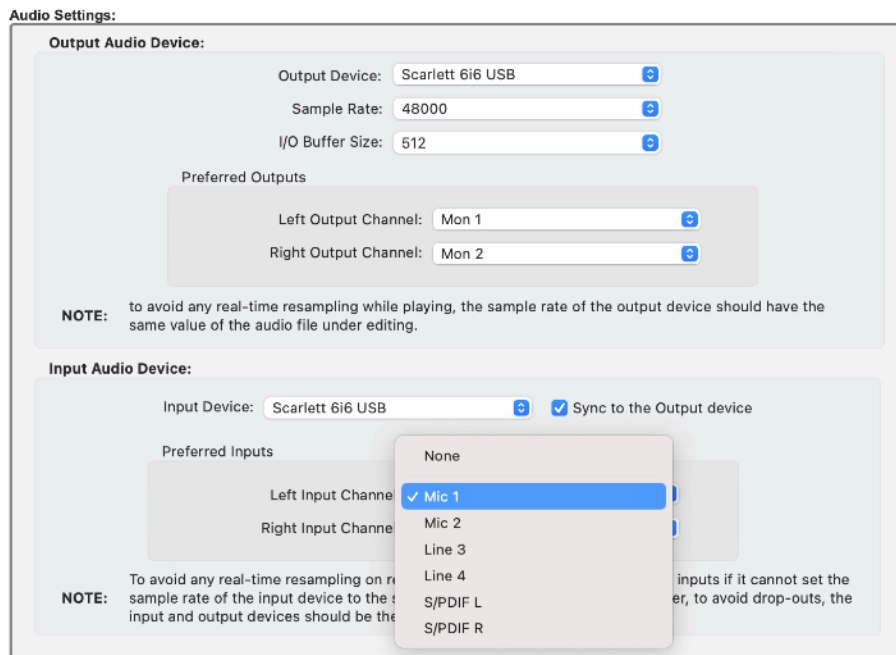 Audio Settings:
Output Audio Device:
Output Device: Scarlett 6i6 USB
Sample Rate: 48000
I/O Buffer Size: 512
Preferred Outputs
Left Output Channel: Mon 1
Right Output Channel: Mon 2
NOTE: to avoid any real-time resampling while playing, the sample rate of the output device should have the
same value of the audio file under editing.
Input Audio Device:
Input Device: Scarlett 6i6 USB Sync to the Output device
Preferred Inputs
None
Left Input Channe Mic 1
Mic 2
Right Input Channe
Line 3
Line 4
S/PDIF L
S/PDIF R
To avoid any real-time resampling on inputs if it cannot set the
NOTE: sample rate of the input device to the to avoid drop-outs, the
input and output devices should be